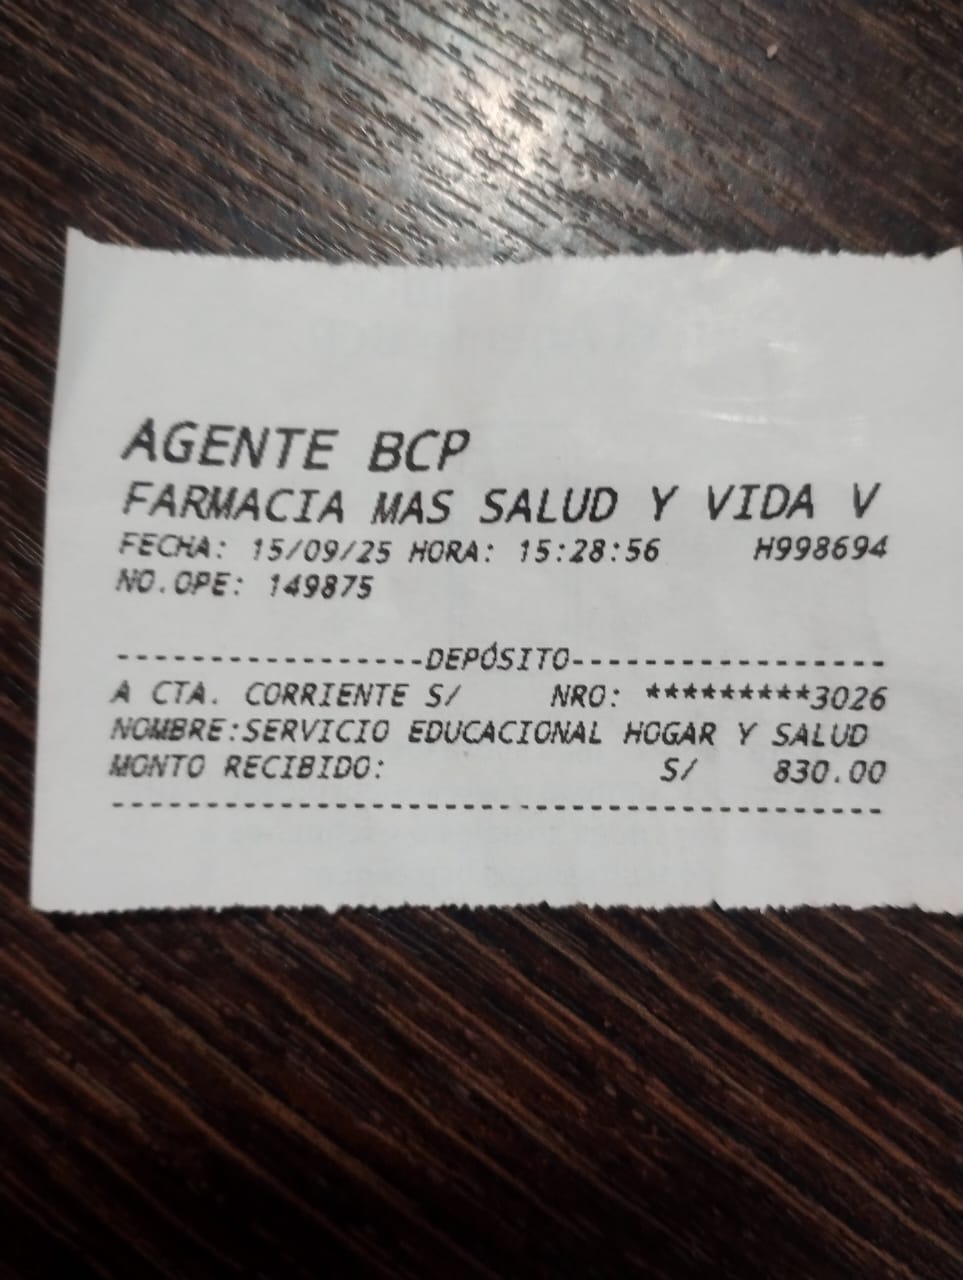 AGENTE BCP
FARMACIA MAS SALUD Y VIDA V
FECHA: 15/09/25 HORA: 15:28:56 H998694
NO.OPE: 149875
-----------------DEPÓSITO-----------------
A CTA. CORRIENTE S/ NRO: *********3026
NOMBRE:SERVICIO EDUCACIONAL HOGAR Y SALUD
MONTO RECIBIDO: S/ 830.00
-------------------------------------------